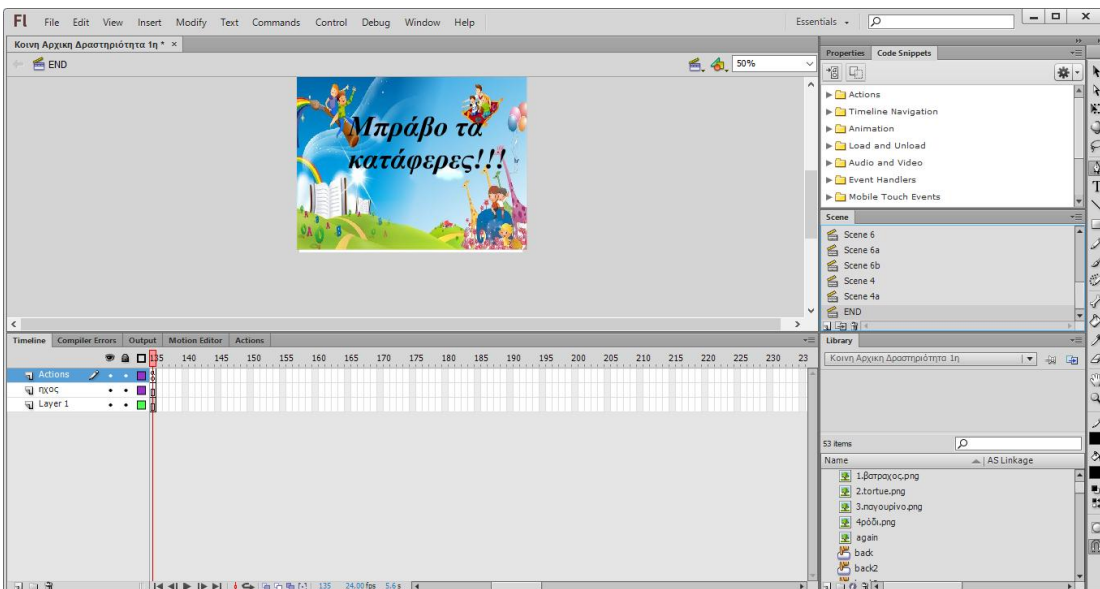 Fl File Edit View Insert Modify Text Commands Control Debug Window Help Essentials
Κοινη Αρχικη Δραστηριότητα 1η* ×
END 50%
Μπράβο τα
κατάφερες!!!
Properties Code Snippets
Actions
Timeline Navigation
Animation
Load and Unload
Audio and Video
Event Handlers
Mobile Touch Events
Scene
Scene 6
Scene 6a
Scene 6b
Scene 4
Scene 4a
END
Timeline Compiler Errors Output Motion Editor Actions
135 140 145 150 155 160 165 170 175 180 185 190 195 200 205 210 215 220 225 230 23
Actions
ηχος
Layer 1
135 24.00 fps 5.6 s
Library
Κοινη Αρχικη Δραστηριότητα 1η
53 items
Name AS Linkage
1.βατραχος.png
2.tortue.png
3.παγουρίνο.png
4ρόδι.png
again
back
back2